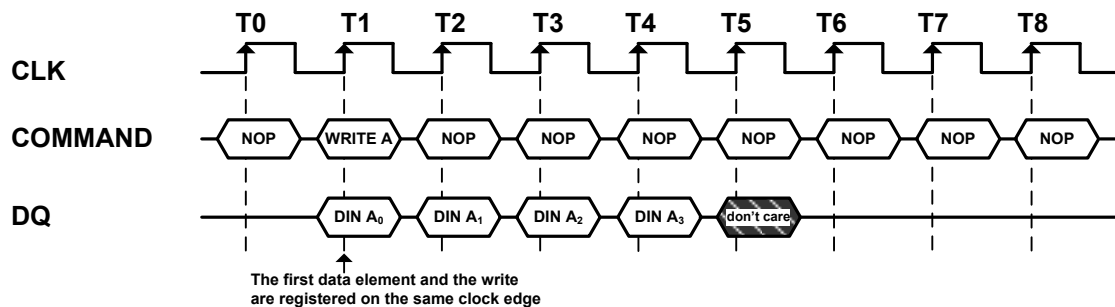 T0 T1 T2 T3 T4 T5 T6 T7 T8
CLK
COMMAND NOP WRITE A NOP NOP NOP NOP NOP NOP NOP
DQ DIN A0 DIN A1 DIN A2 DIN A3 don't care
The first data element and the write
are registered on the same clock edge